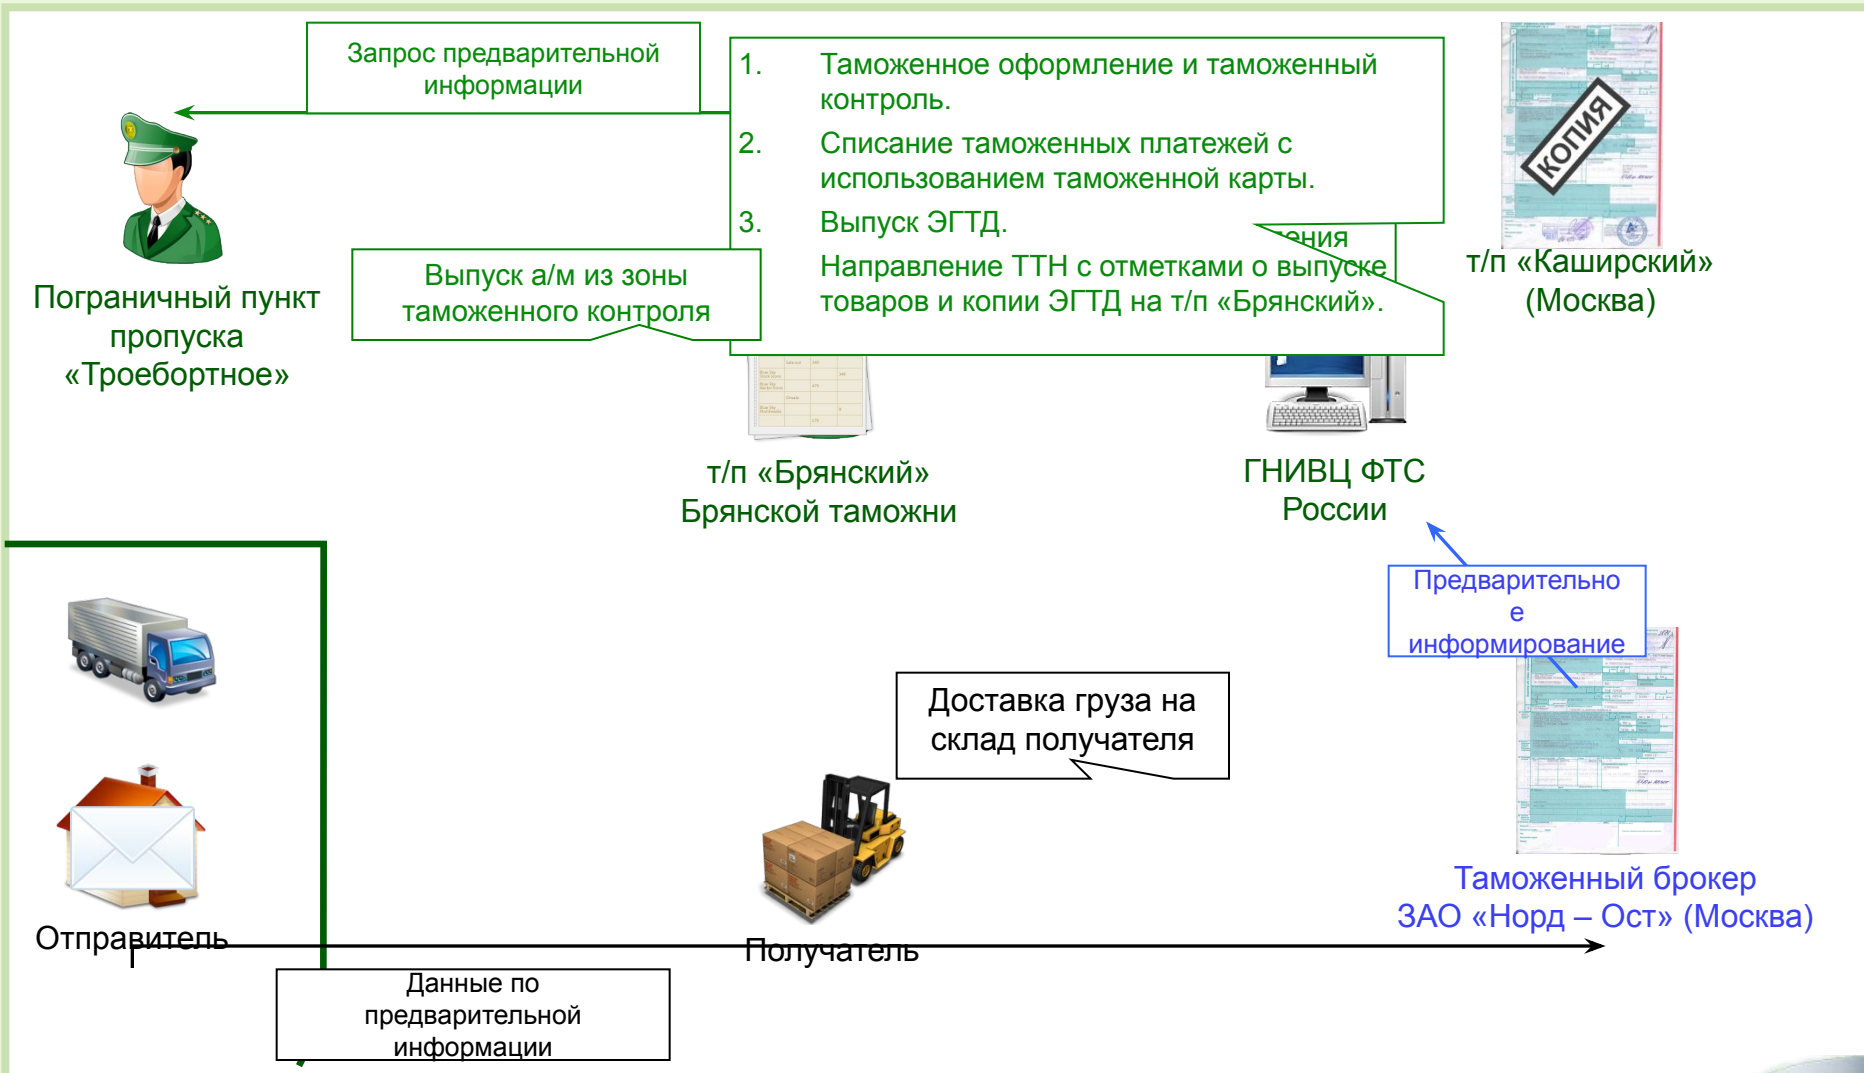 Запрос предварительной
информации
1. Таможенное оформление и таможенный
контроль.
2. Списание таможенных платежей с
использованием таможенной карты.
3. Выпуск ЭГТД.
Направление ТТН с отметками о выпуске
товаров и копии ЭГТД на т/п «Брянский».
КОПИЯ
т/п «Каширский»
(Москва)
Выпуск а/м из зоны
таможенного контроля
Пограничный пункт
пропуска
«Троебортное»
т/п «Брянский»
Брянской таможни
ГНИВЦ ФТС
России
Предварительно
е
информирование
Доставка груза на
склад получателя
Таможенный брокер
ЗАО «Норд – Ост» (Москва)
Отправитель
Получатель
Данные по
предварительной
информации